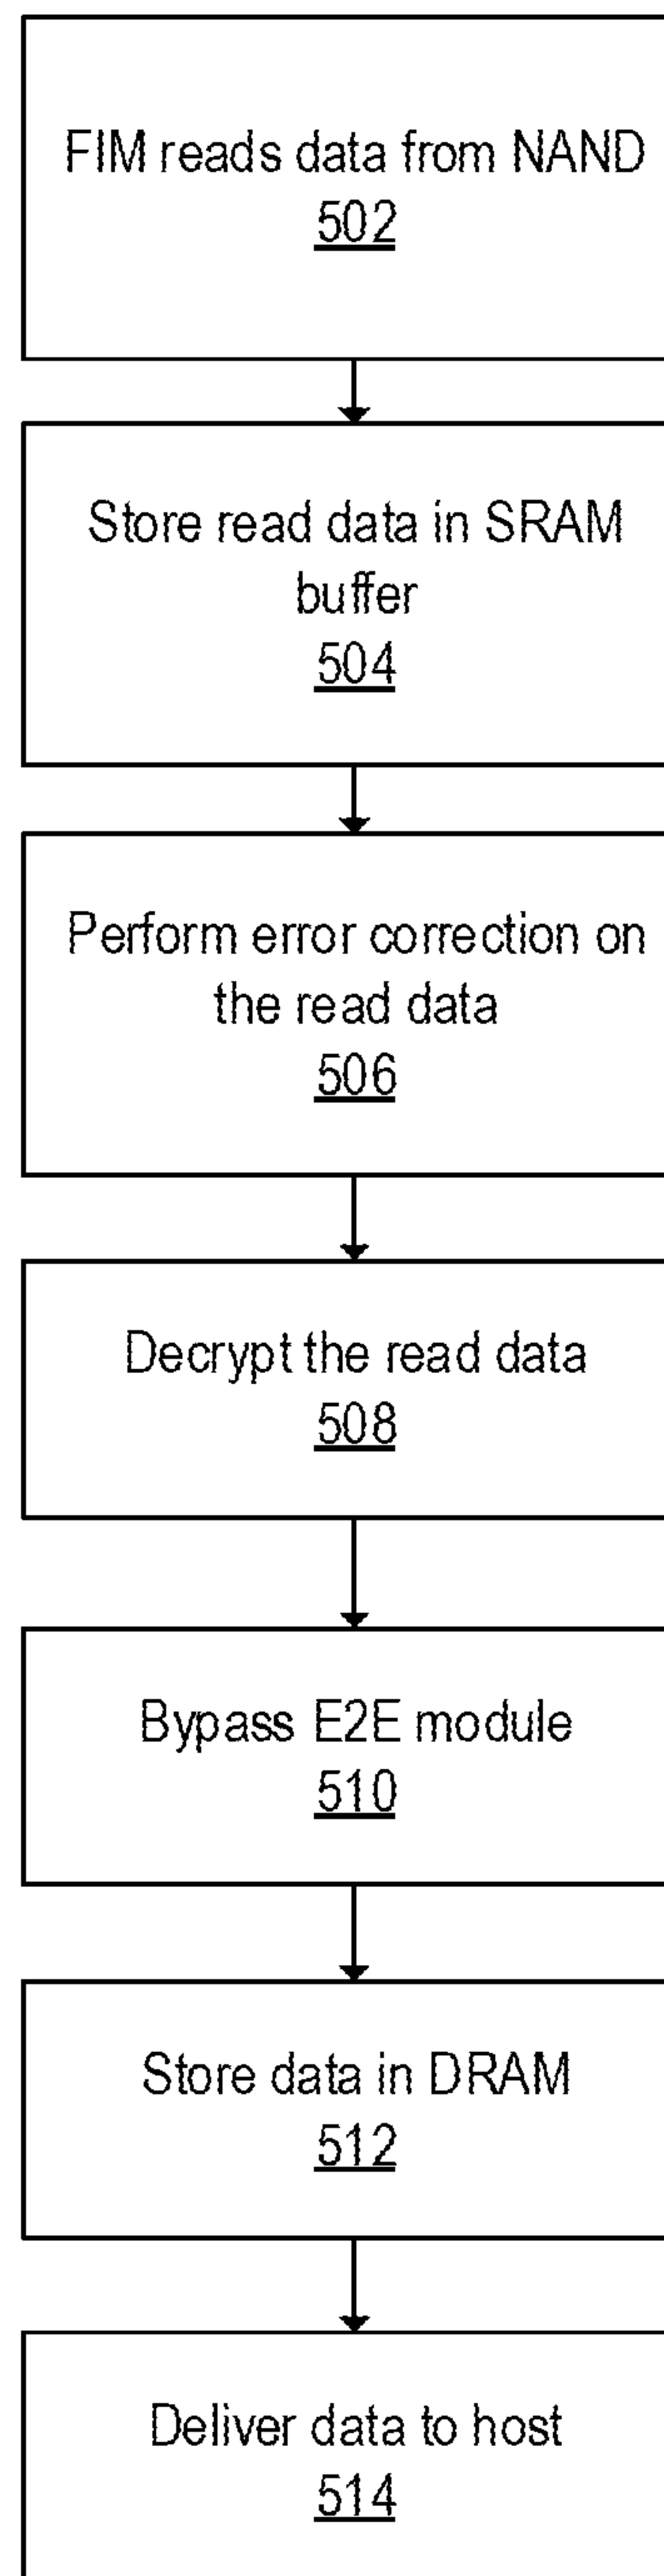 FIM reads data from NAND
502
Store read data in SRAM
buffer
504
Perform error correction on
the read data
506
Decrypt the read data
508
Bypass E2E module
510
Store data in DRAM
512
Deliver data to host
514